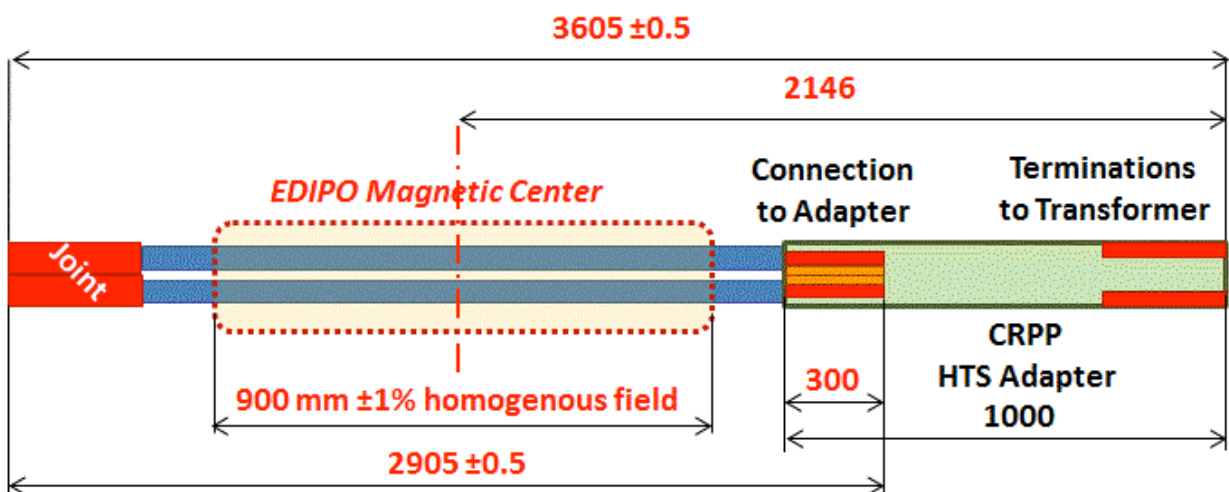 3605 ±0.5
2146
EDIPO Magnetic Center
Connection
to Adapter
Terminations
to Transformer
Joint
900 mm ±1% homogenous field
300
CRPP
HTS Adapter
1000
2905 ±0.5